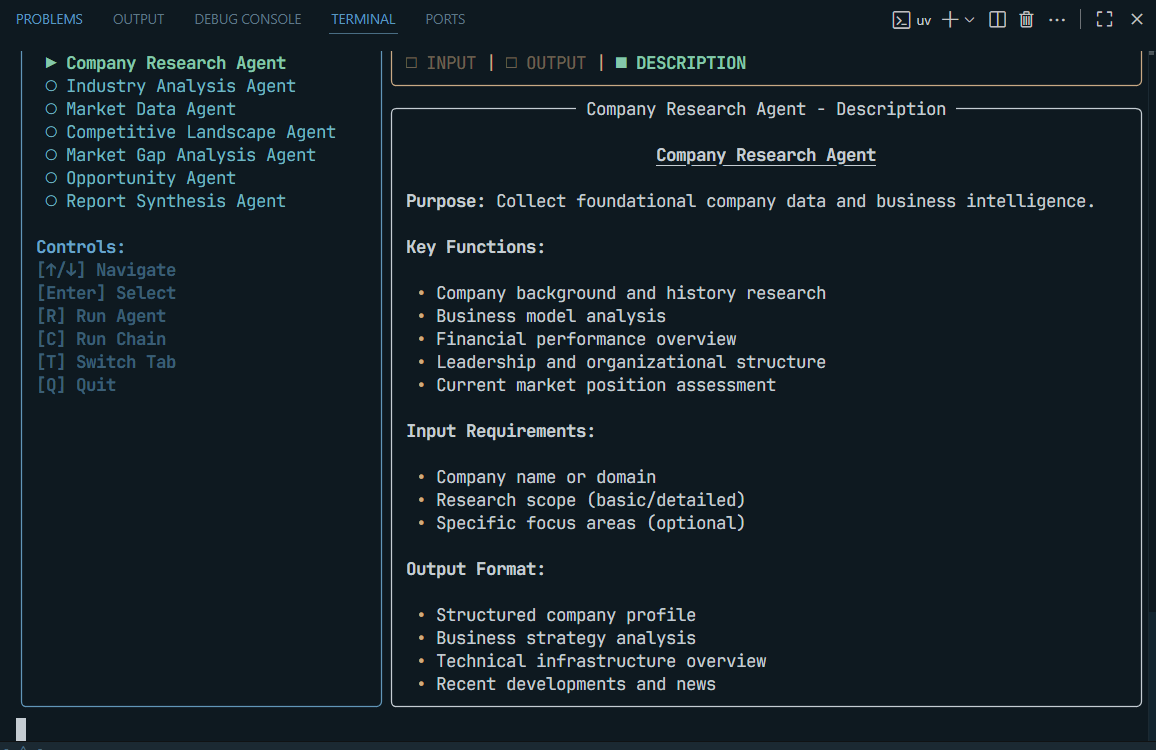 PROBLEMS OUTPUT DEBUG CONSOLE TERMINAL PORTS uv
▶ Company Research Agent
○ Industry Analysis Agent
○ Market Data Agent
○ Competitive Landscape Agent
○ Market Gap Analysis Agent
○ Opportunity Agent
○ Report Synthesis Agent
Controls:
[↑/↓] Navigate
[Enter] Select
[R] Run Agent
[C] Run Chain
[T] Switch Tab
[Q] Quit
□ INPUT | □ OUTPUT | ■ DESCRIPTION
Company Research Agent - Description
Company Research Agent
Purpose: Collect foundational company data and business intelligence.
Key Functions:
• Company background and history research
• Business model analysis
• Financial performance overview
• Leadership and organizational structure
• Current market position assessment
Input Requirements:
• Company name or domain
• Research scope (basic/detailed)
• Specific focus areas (optional)
Output Format:
• Structured company profile
• Business strategy analysis
• Technical infrastructure overview
• Recent developments and news